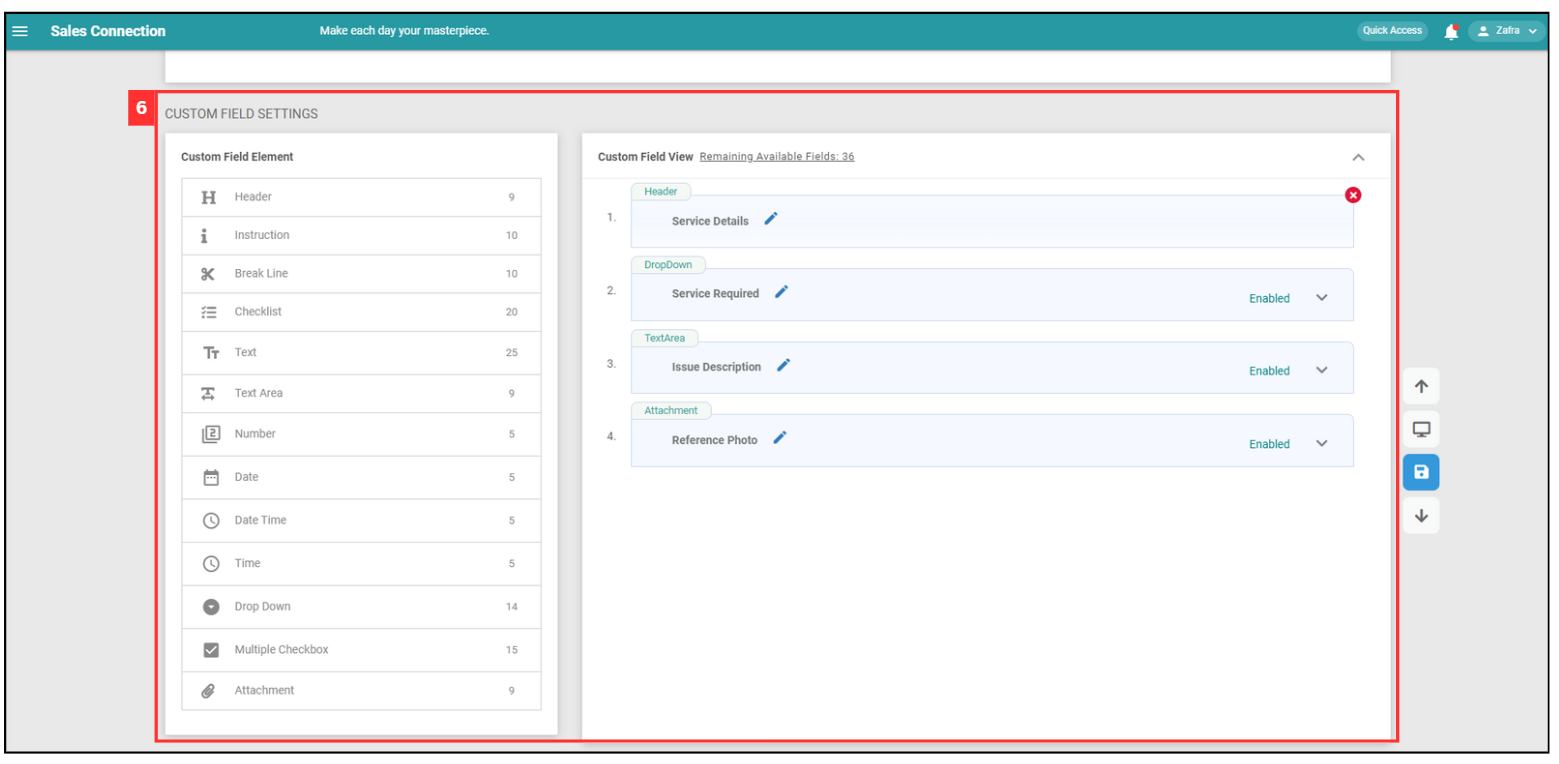 Sales Connection Make each day your masterpiece. Quick Access Zafra
6 CUSTOM FIELD SETTINGS
Custom Field Element
Header 9
Instruction 10
Break Line 10
Checklist 20
Text 25
Text Area 9
Number 5
Date 5
Date Time 5
Time 5
Drop Down 14
Multiple Checkbox 15
Attachment 9
Custom Field View Remaining Available Fields: 36
Header
1. Service Details
DropDown
2. Service Required Enabled
TextArea
3. Issue Description Enabled
Attachment
4. Reference Photo Enabled